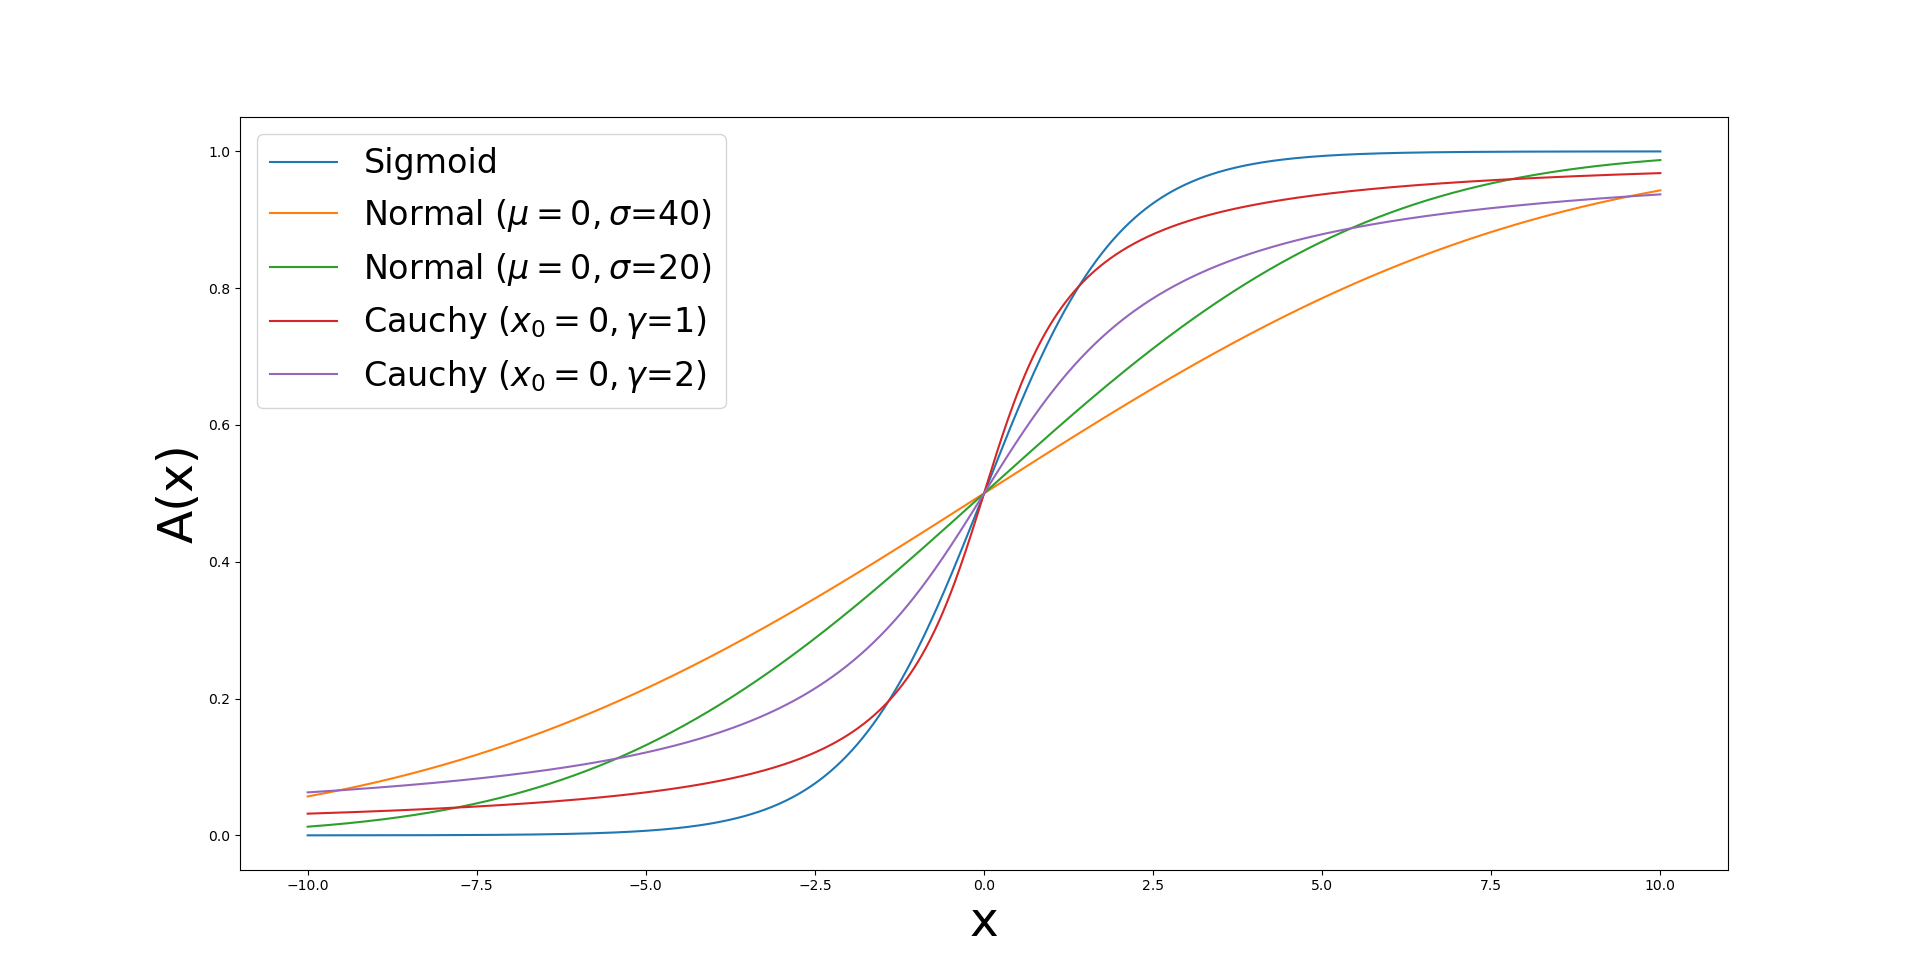 Sigmoid
Normal (μ = 0, σ=40)
Normal (μ = 0, σ=20)
Cauchy (x₀ = 0, γ=1)
Cauchy (x₀ = 0, γ=2)
1.0
0.8
0.6
0.4
0.2
0.0
A(x)
−10.0 −7.5 −5.0 −2.5 0.0 2.5 5.0 7.5 10.0
x